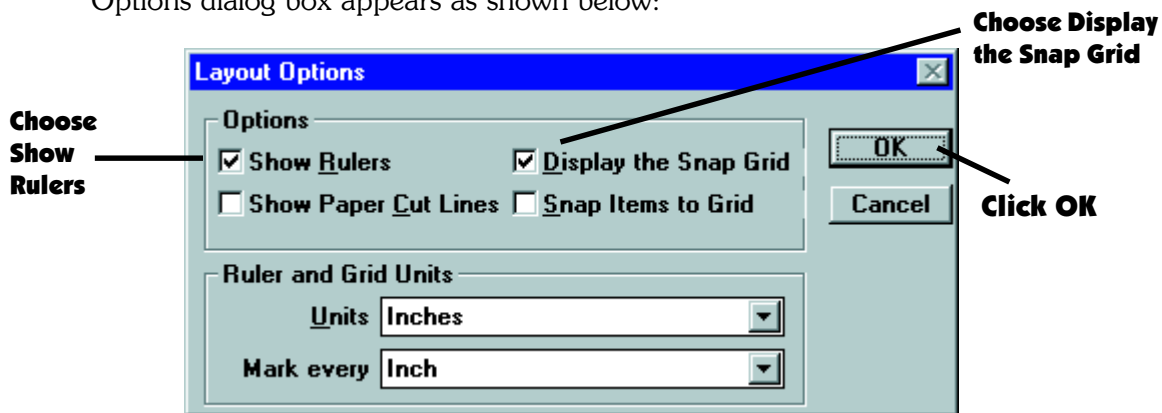 Options dialog box appears as shown below:
Choose Display
the Snap Grid
Layout Options
Choose
Show
Rulers
Options
Show Rulers
Display the Snap Grid
Show Paper Cut Lines
Snap Items to Grid
OK
Cancel
Click OK
Ruler and Grid Units
Units Inches
Mark every Inch